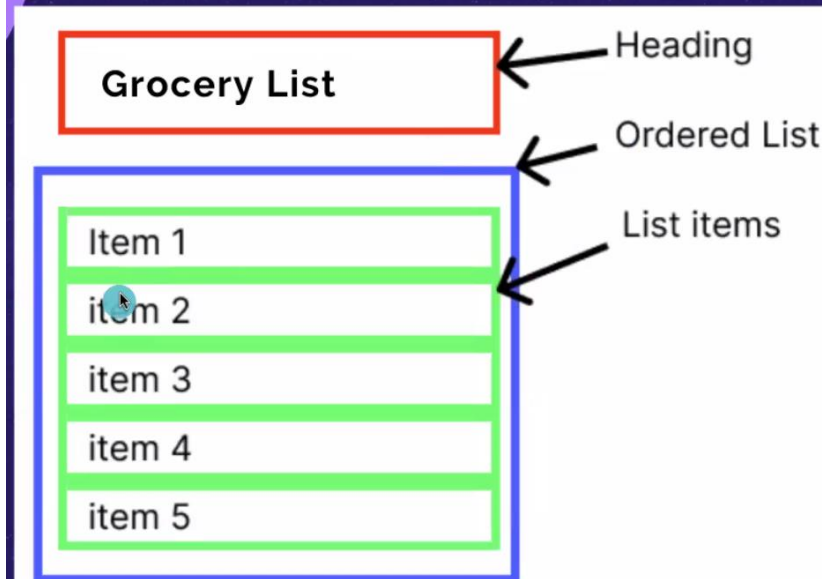 Heading
Grocery List
Ordered List
List items
Item 1
item 2
item 3
item 4
item 5